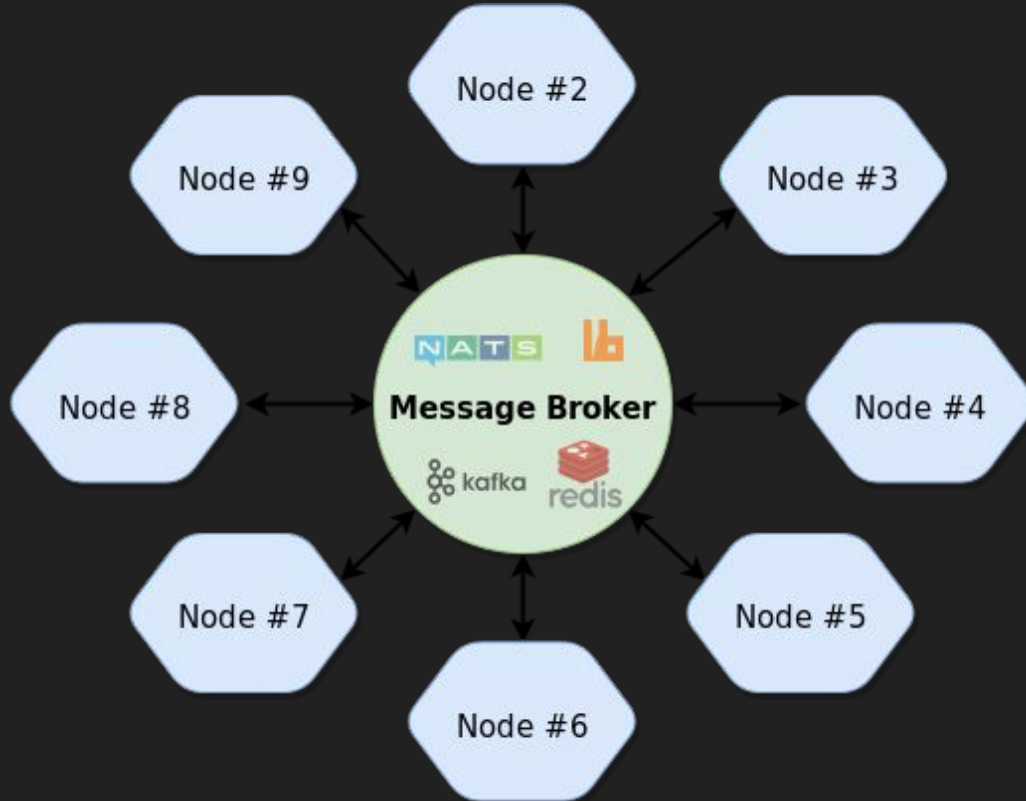 Node #2
Node #9
Node #3
NATS
Node #8
Message Broker
Node #4
kafka
redis
Node #7
Node #5
Node #6